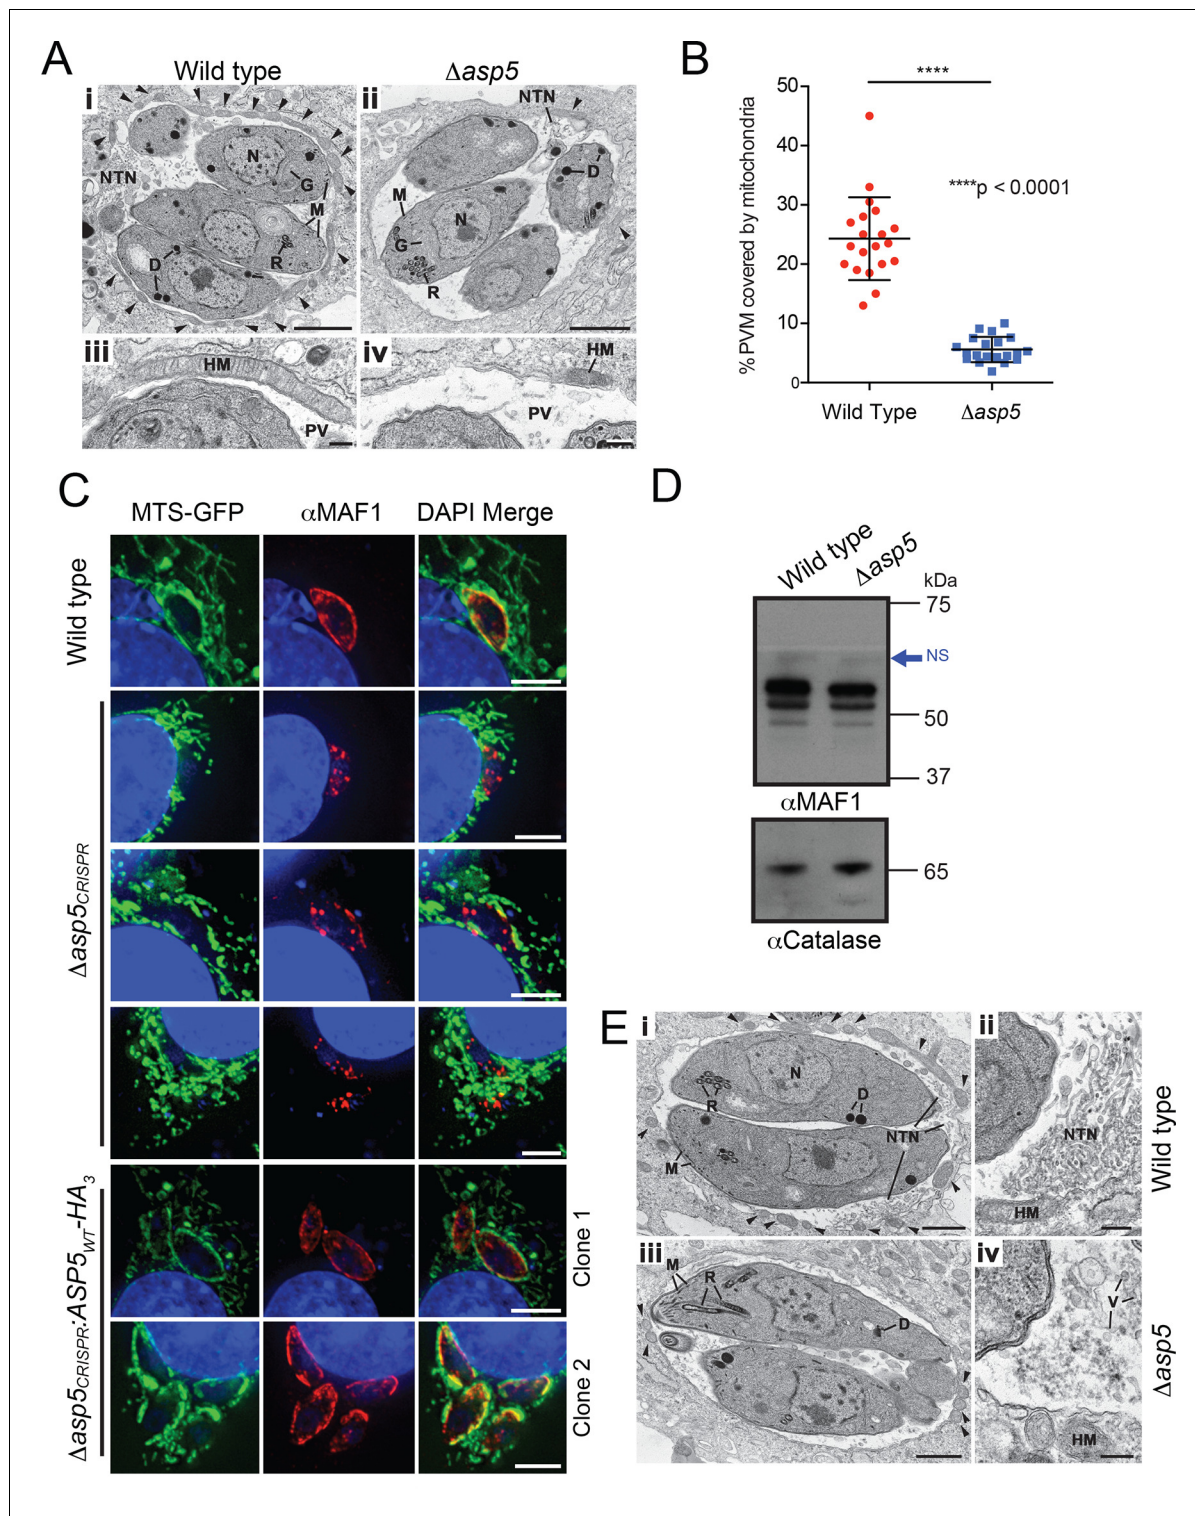 A
Wild type
Δasp5
i
N
G
NTN
M
D
R
ii
NTN
D
M
N
G
R
iii
HM
PV
iv
HM
PV
B
****
%PVM covered by mitochondria
50
40
30
20
10
0
****p < 0.0001
Wild Type
Δasp5
C
MTS-GFP
αMAF1
DAPI Merge
Wild type
Δasp5CRISPR
Δasp5CRISPR:ASP5WT-HA3
Clone 1
Clone 2
D
Wild type
Δasp5
kDa
75
NS
50
37
αMAF1
65
αCatalase
E
i
N
R
D
NTN
M
ii
NTN
HM
Wild type
iii
M
R
D
iv
V
HM
Δasp5